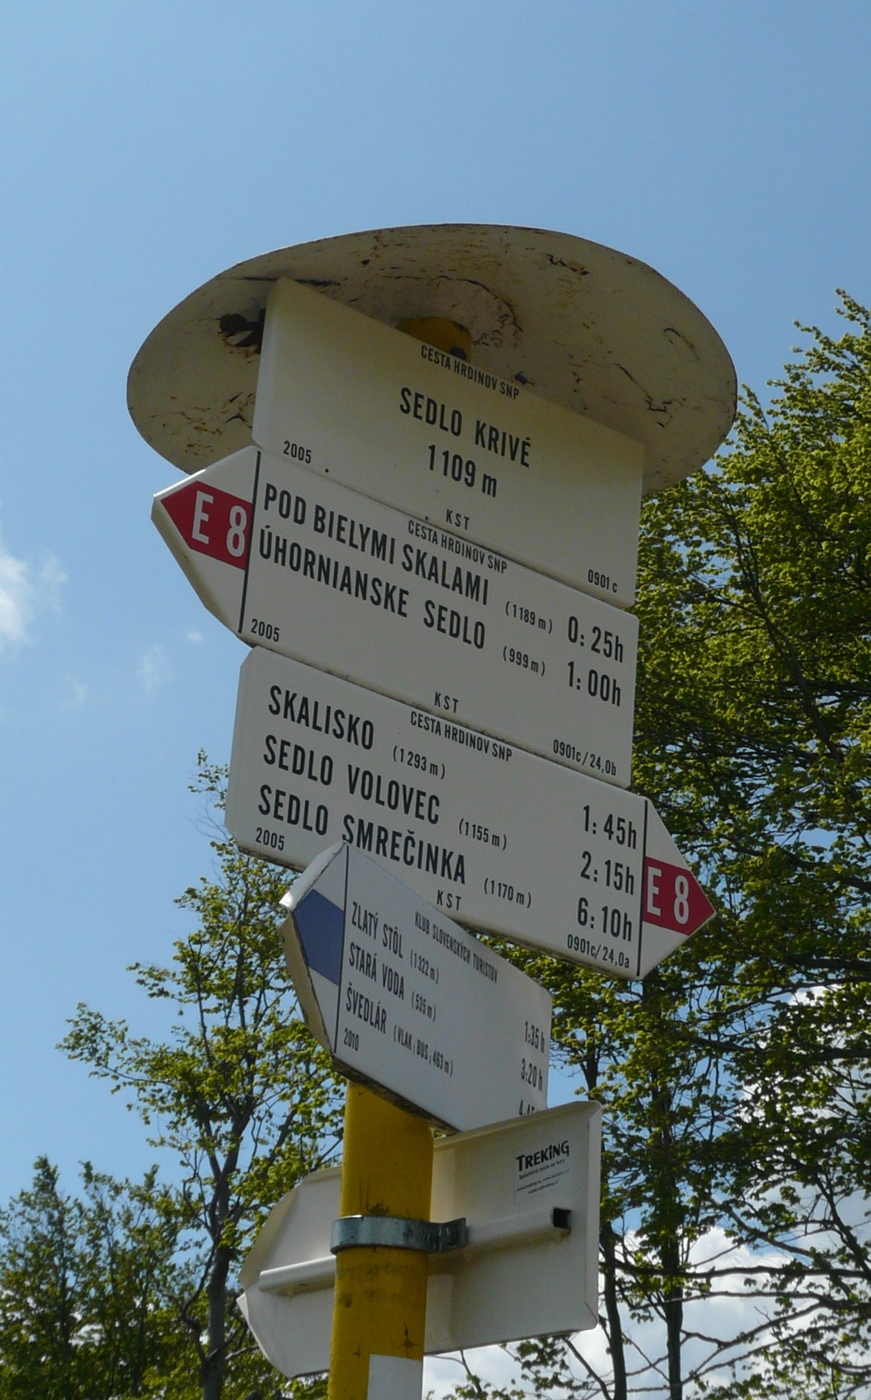 CESTA HRDINOV SNP
SEDLO KRIVÉ
1109 m
2005
KST
0901 c
CESTA HRDINOV SNP
E 8
POD BIELYMI SKALAMI (1189 m) 0:25h
ÚHORNIANSKE SEDLO (999 m) 1:00h
2005
KST
0901c/24,0b
CESTA HRDINOV SNP
SKALISKO (1293 m) 1:45h
SEDLO VOLOVEC (1155 m) 2:15h
SEDLO SMREČINKA (1170 m) 6:10h
E 8
2005
KST
0901c/24,0a
KLUB SLOVENSKÝCH TURISTOV
ZLATÝ STÔL (1322 m) 1:35 h
STARÁ VODA (535 m) 3:20 h
ŠVEDLÁR (VLAK, BUS, 463 m)
2010
TREKING